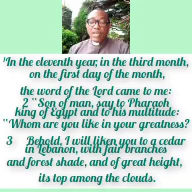 "In the eleventh year, in the third month,
on the first day of the month,
the word of the Lord came to me:
2 "Son of man, say to Pharaoh
king of Egypt and to his multitude:
"Whom are you like in your greatness?
3 Behold, I will liken you to a cedar
in Lebanon, with fair branches
and forest shade, and of great height,
its top among the clouds.